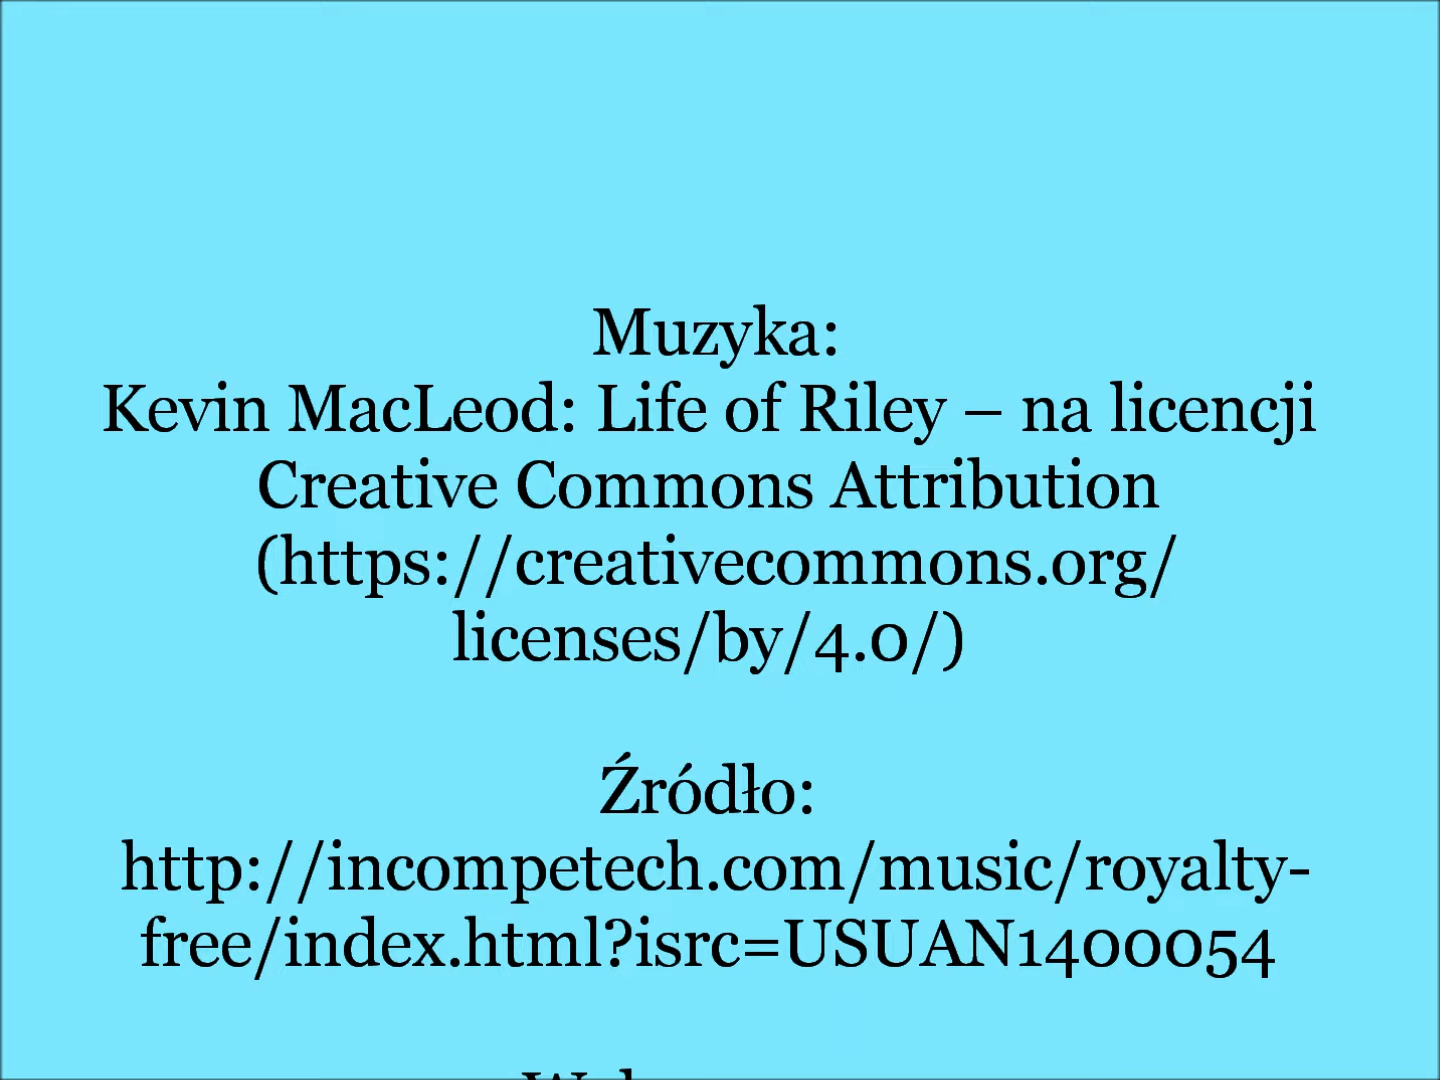 Muzyka:
Kevin MacLeod: Life of Riley – na licencji
Creative Commons Attribution
(https://creativecommons.org/
licenses/by/4.0/)
Źródło:
http://incompetech.com/music/royalty-
free/index.html?isrc=USUAN1400054